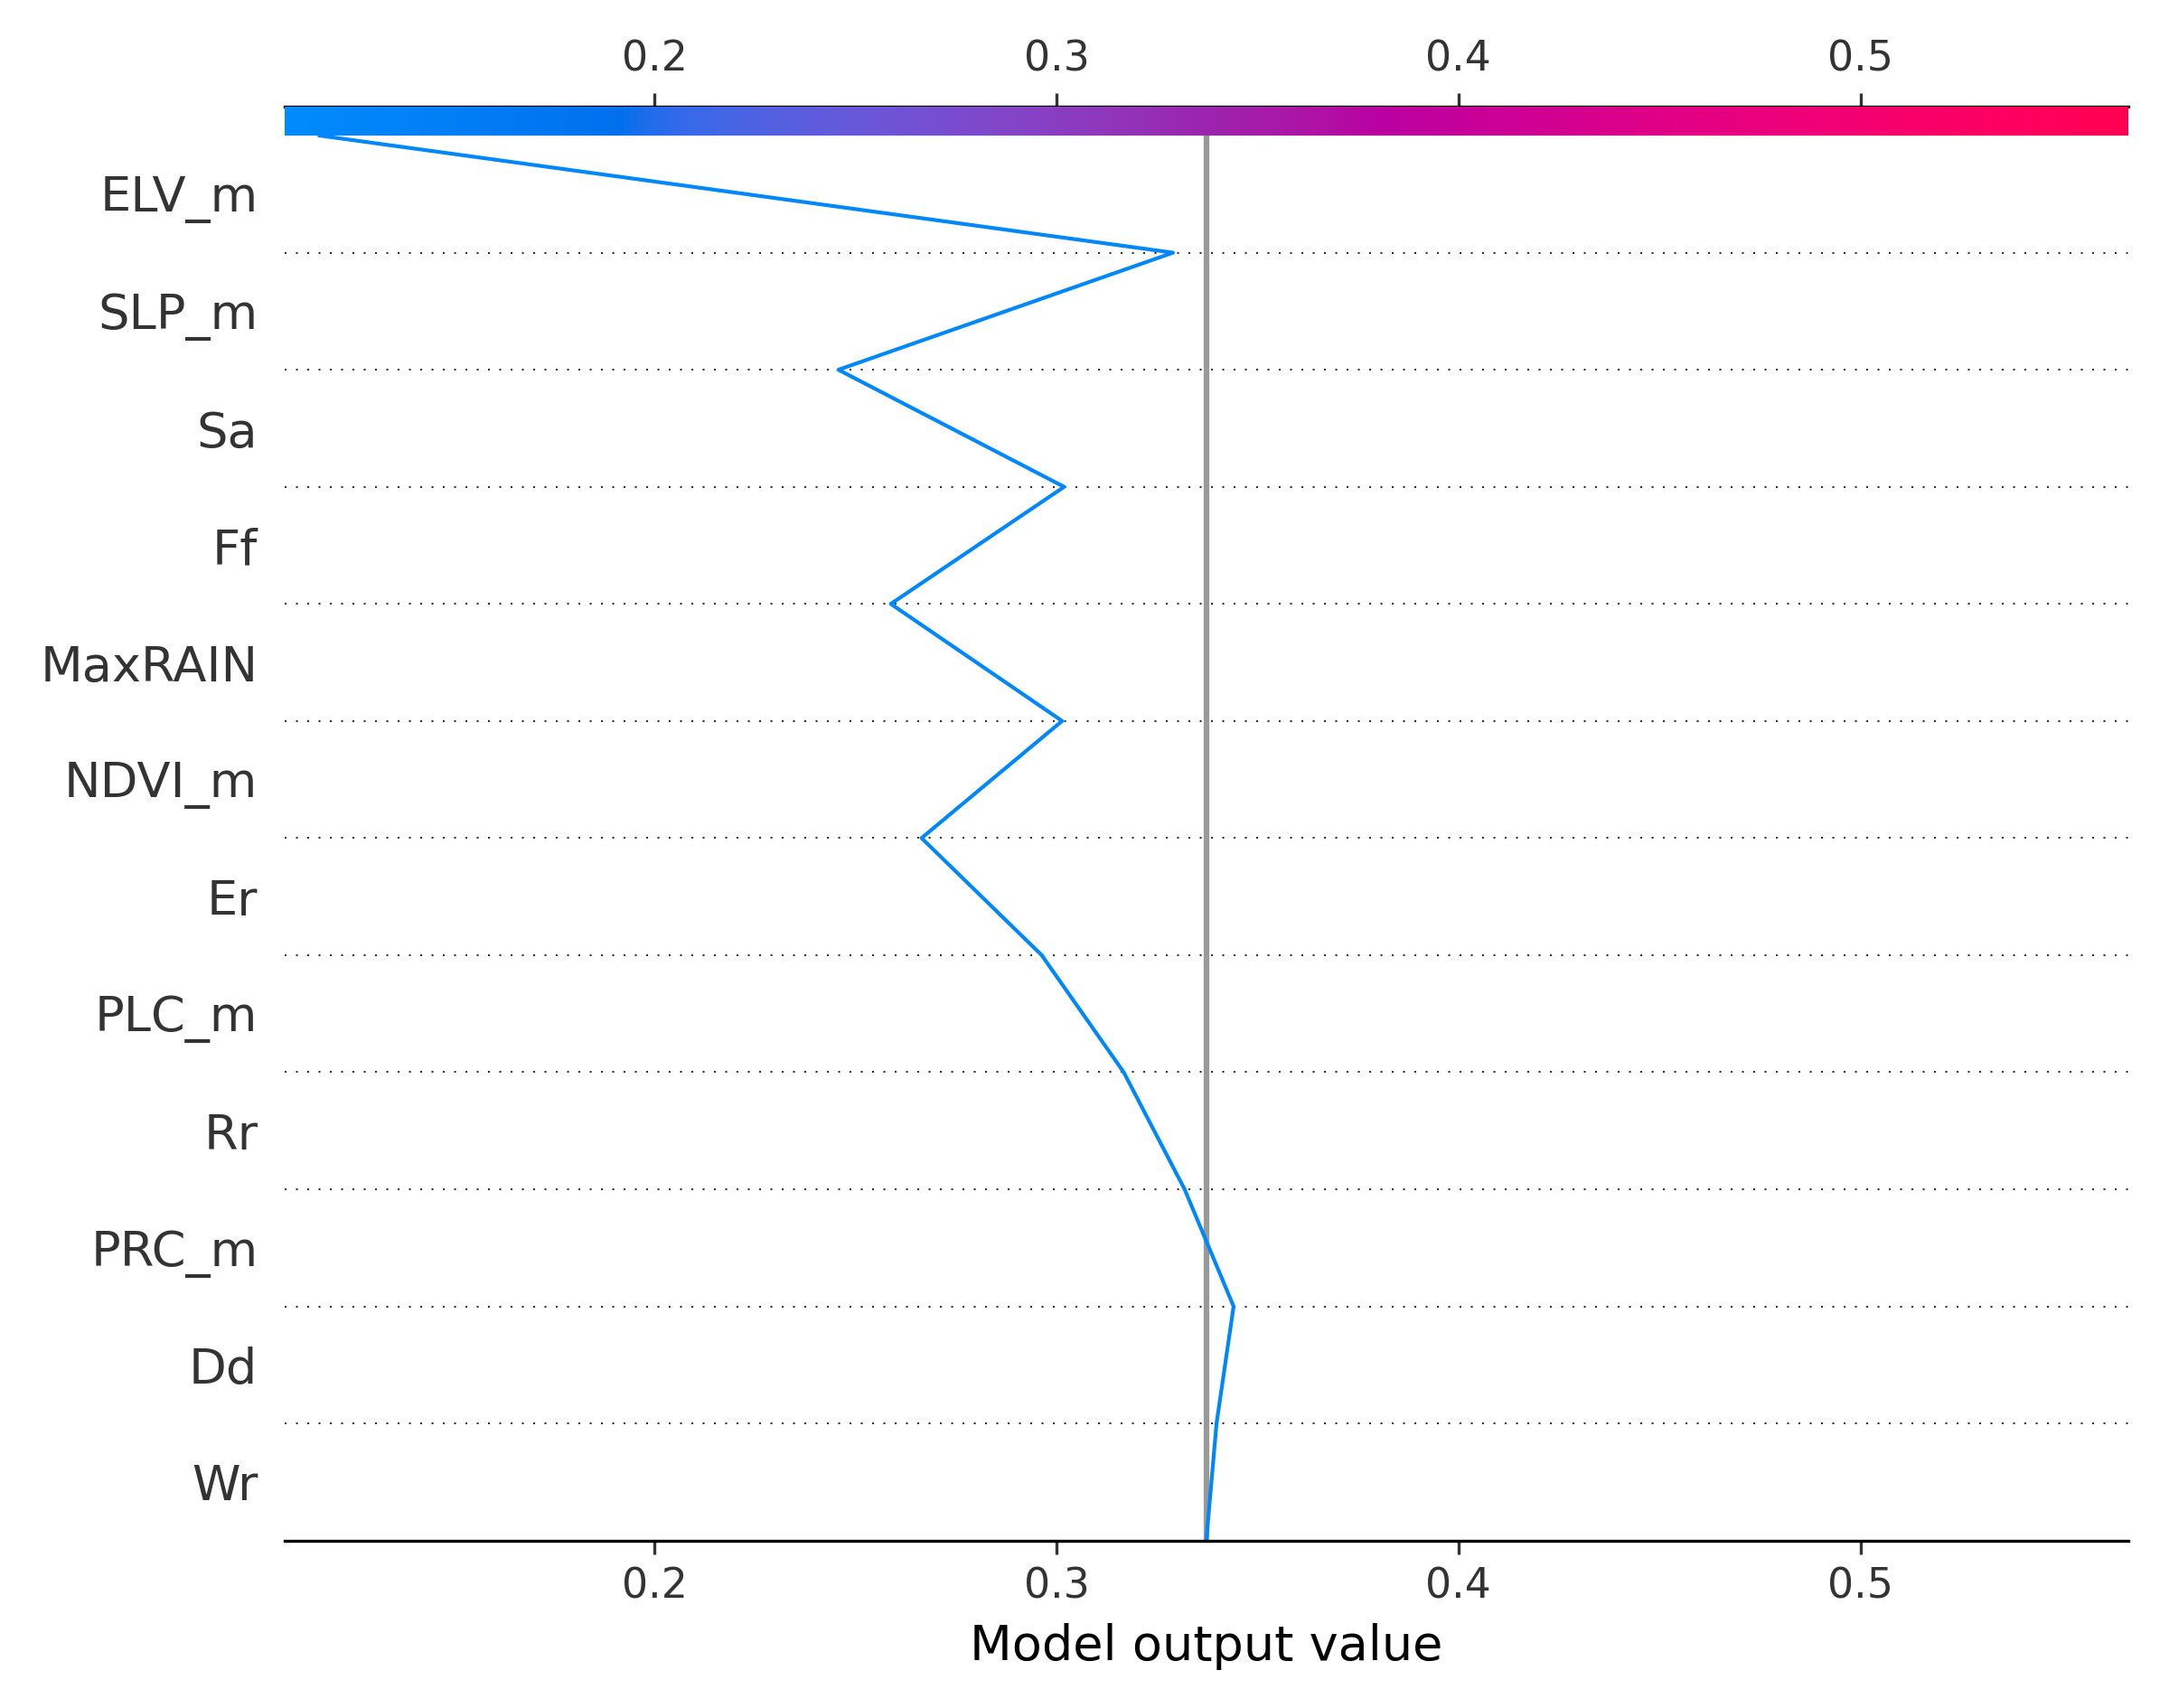 0.2 0.3 0.4 0.5
ELV_m
SLP_m
Sa
Ff
MaxRAIN
NDVI_m
Er
PLC_m
Rr
PRC_m
Dd
Wr
0.2 0.3 0.4 0.5
Model output value